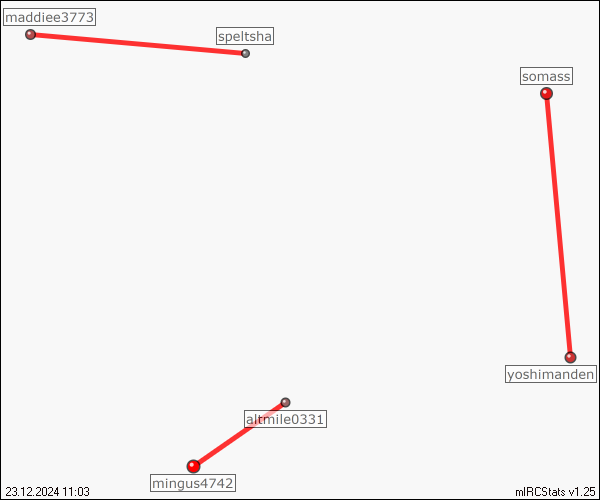 maddiee3773
speltsha
somass
yoshimanden
altmile0331
mingus4742
23.12.2024 11:03
mIRCStats v1.25